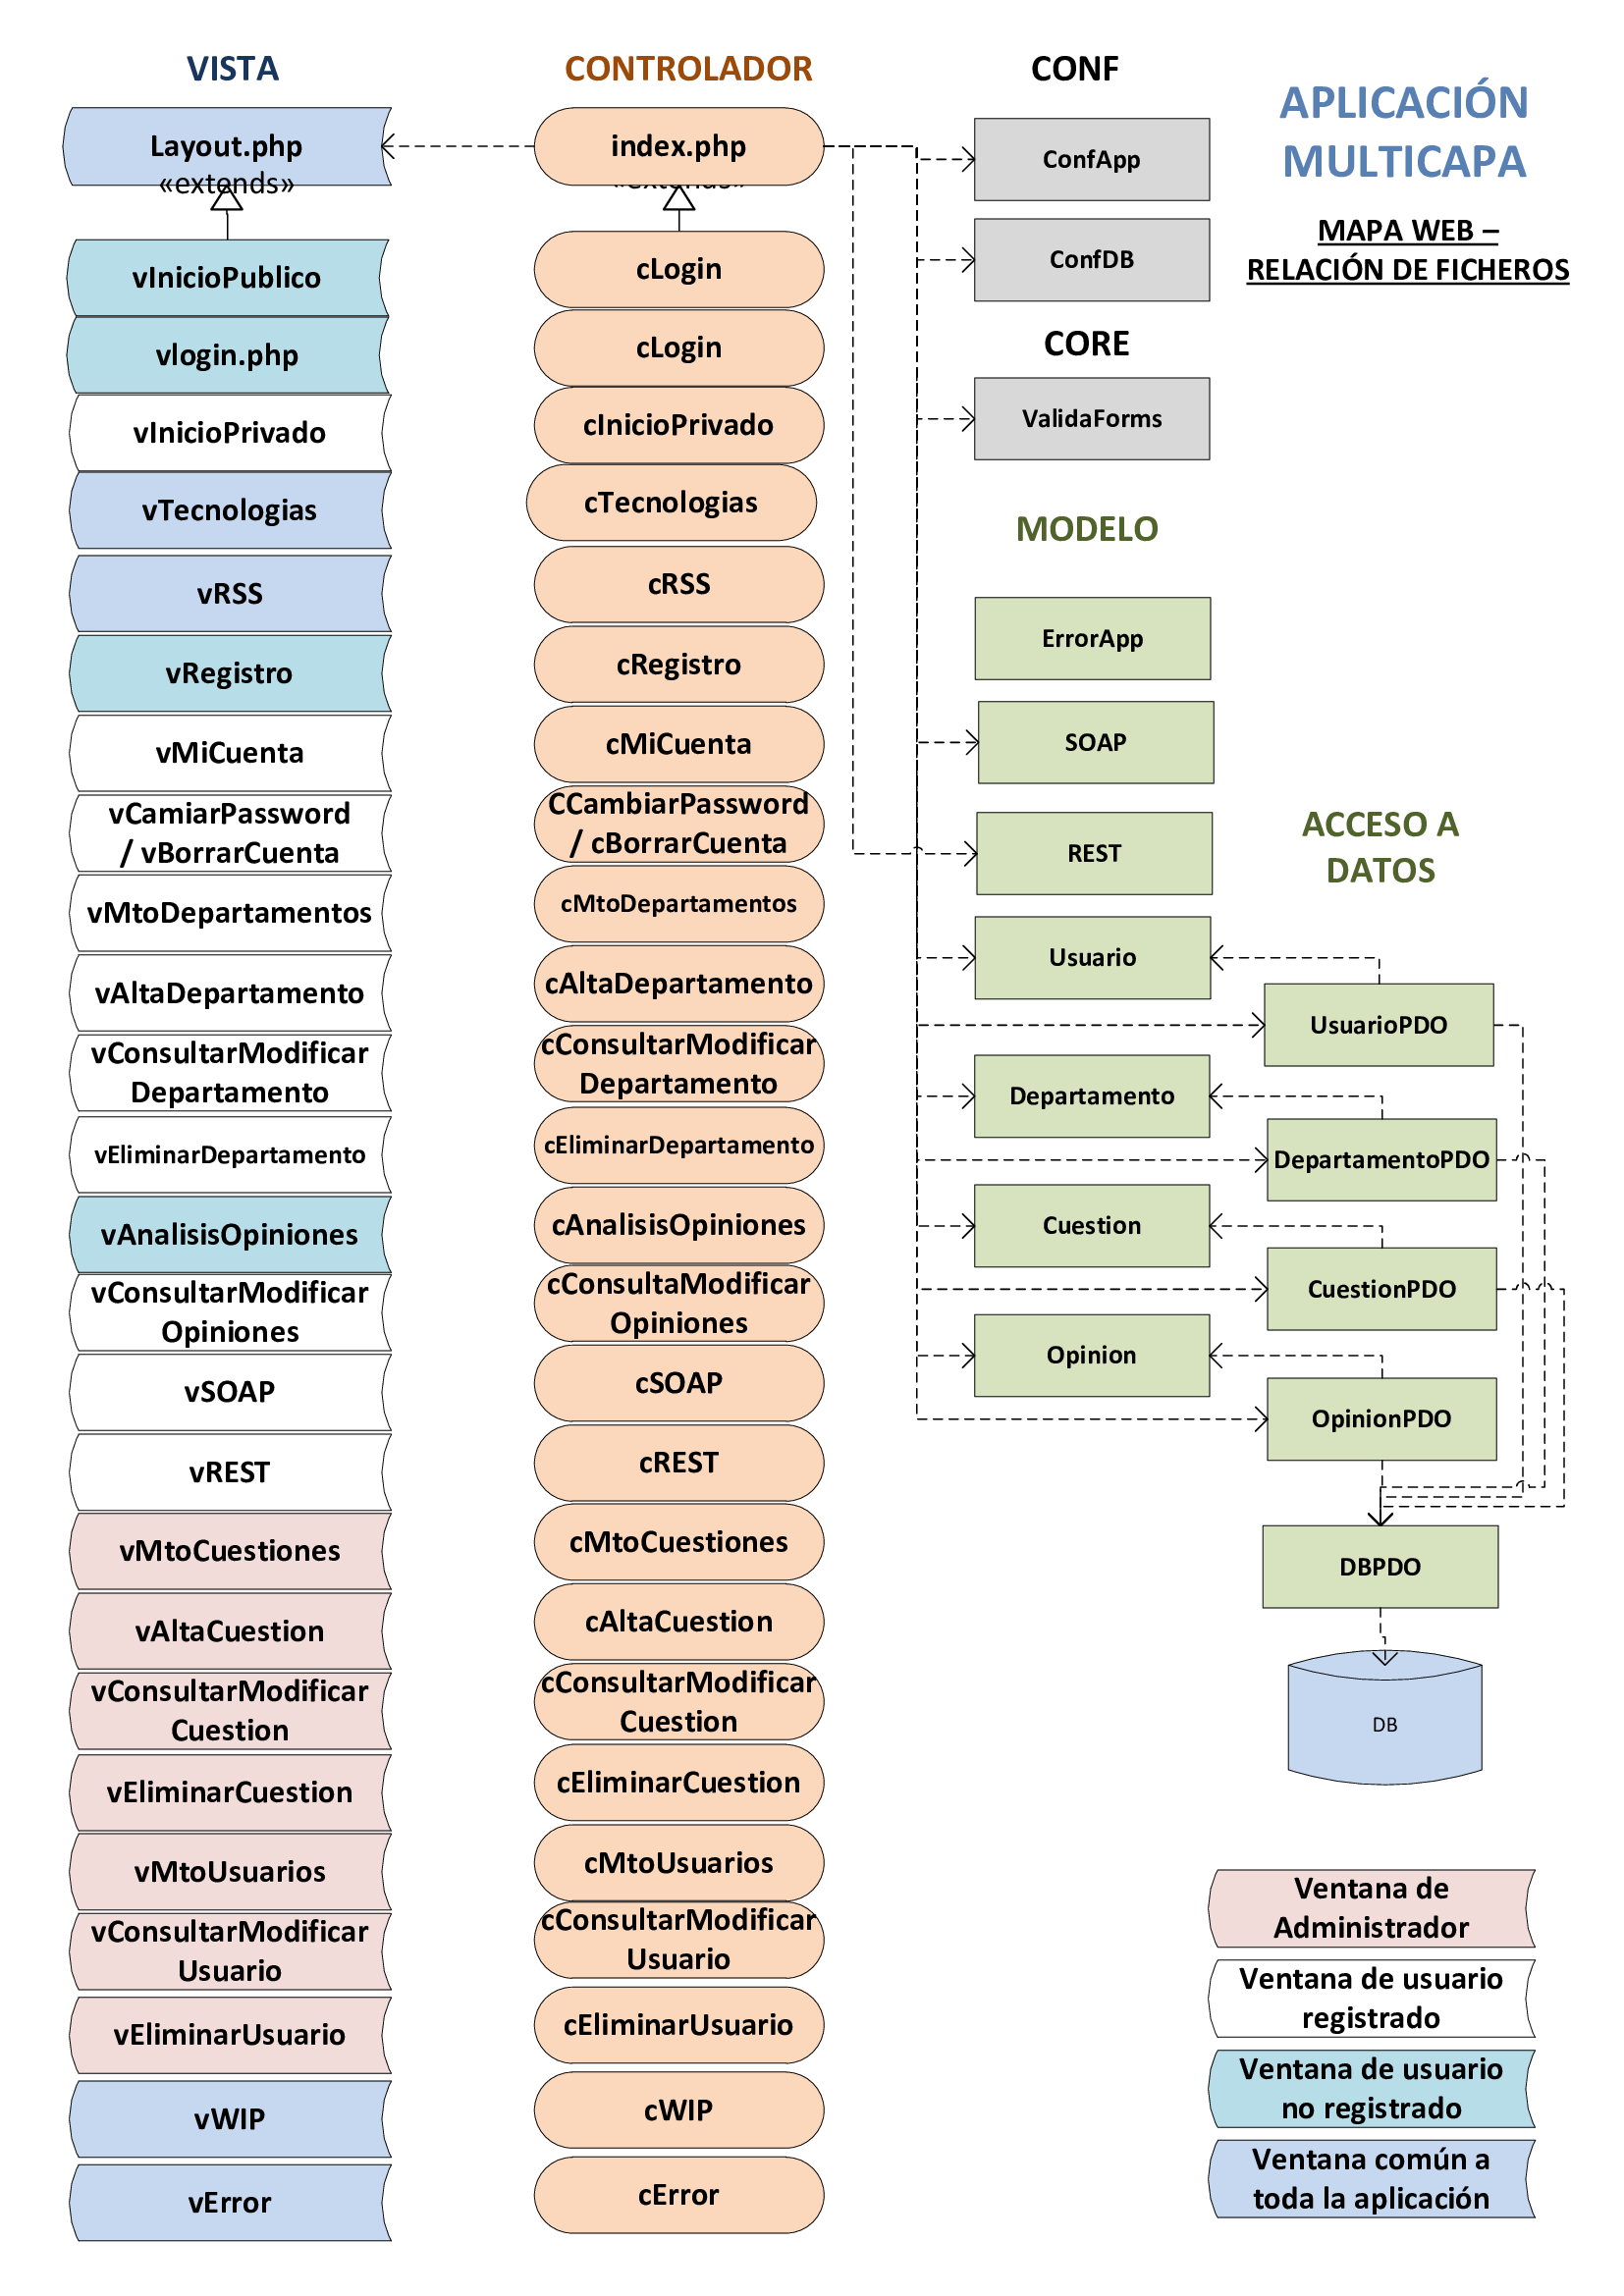 VISTA
CONTROLADOR
CONF
APLICACIÓN
MULTICAPA
MAPA WEB –
RELACIÓN DE FICHEROS
Layout.php
«extends»
vInicioPublico
vlogin.php
vInicioPrivado
vTecnologias
vRSS
vRegistro
vMiCuenta
vCamiarPassword
/ vBorrarCuenta
vMtoDepartamentos
vAltaDepartamento
vConsultarModificar
Departamento
vEliminarDepartamento
vAnalisisOpiniones
vConsultarModificar
Opiniones
vSOAP
vREST
vMtoCuestiones
vAltaCuestion
vConsultarModificar
Cuestion
vEliminarCuestion
vMtoUsuarios
vConsultarModificar
Usuario
vEliminarUsuario
vWIP
vError
index.php
«extends»
cLogin
cLogin
cInicioPrivado
cTecnologias
cRSS
cRegistro
cMiCuenta
CCambiarPassword
/ cBorrarCuenta
cMtoDepartamentos
cAltaDepartamento
cConsultarModificar
Departamento
cEliminarDepartamento
cAnalisisOpiniones
cConsultaModificar
Opiniones
cSOAP
cREST
cMtoCuestiones
cAltaCuestion
cConsultarModificar
Cuestion
cEliminarCuestion
cMtoUsuarios
cConsultarModificar
Usuario
cEliminarUsuario
cWIP
cError
ConfApp
ConfDB
CORE
ValidaForms
MODELO
ErrorApp
SOAP
REST
Usuario
Departamento
Cuestion
Opinion
ACCESO A
DATOS
UsuarioPDO
DepartamentoPDO
CuestionPDO
OpinionPDO
DBPDO
DB
Ventana de
Administrador
Ventana de usuario
registrado
Ventana de usuario
no registrado
Ventana común a
toda la aplicación